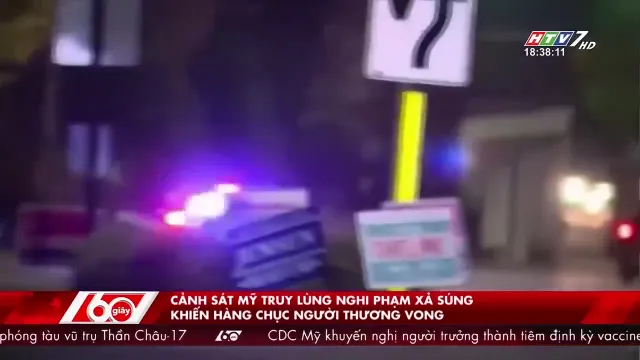 HTV7 HD
18:38:11
60 giây
CẢNH SÁT MỸ TRUY LÙNG NGHI PHẠM XẢ SÚNG
KHIẾN HÀNG CHỤC NGƯỜI THƯƠNG VONG
phóng tàu vũ trụ Thần Châu-17 60giây CDC Mỹ khuyến nghị người trưởng thành tiêm định kỳ vaccine